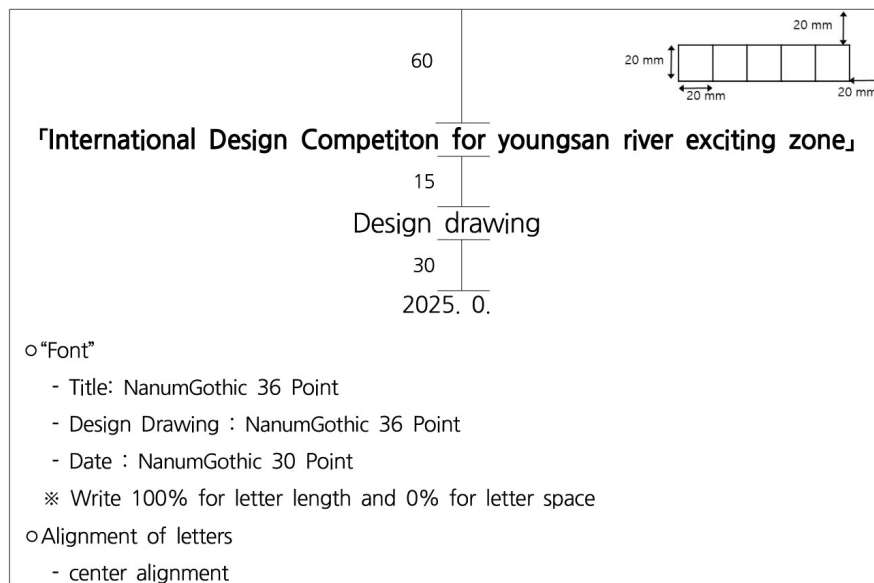 20 mm
60
20 mm
20 mm
20 mm
「International Design Competiton for youngsan river exciting zone」
15
Design drawing
30
2025. 0.
○“Font”
- Title: NanumGothic 36 Point
- Design Drawing : NanumGothic 36 Point
- Date : NanumGothic 30 Point
※ Write 100% for letter length and 0% for letter space
○Alignment of letters
- center alignment